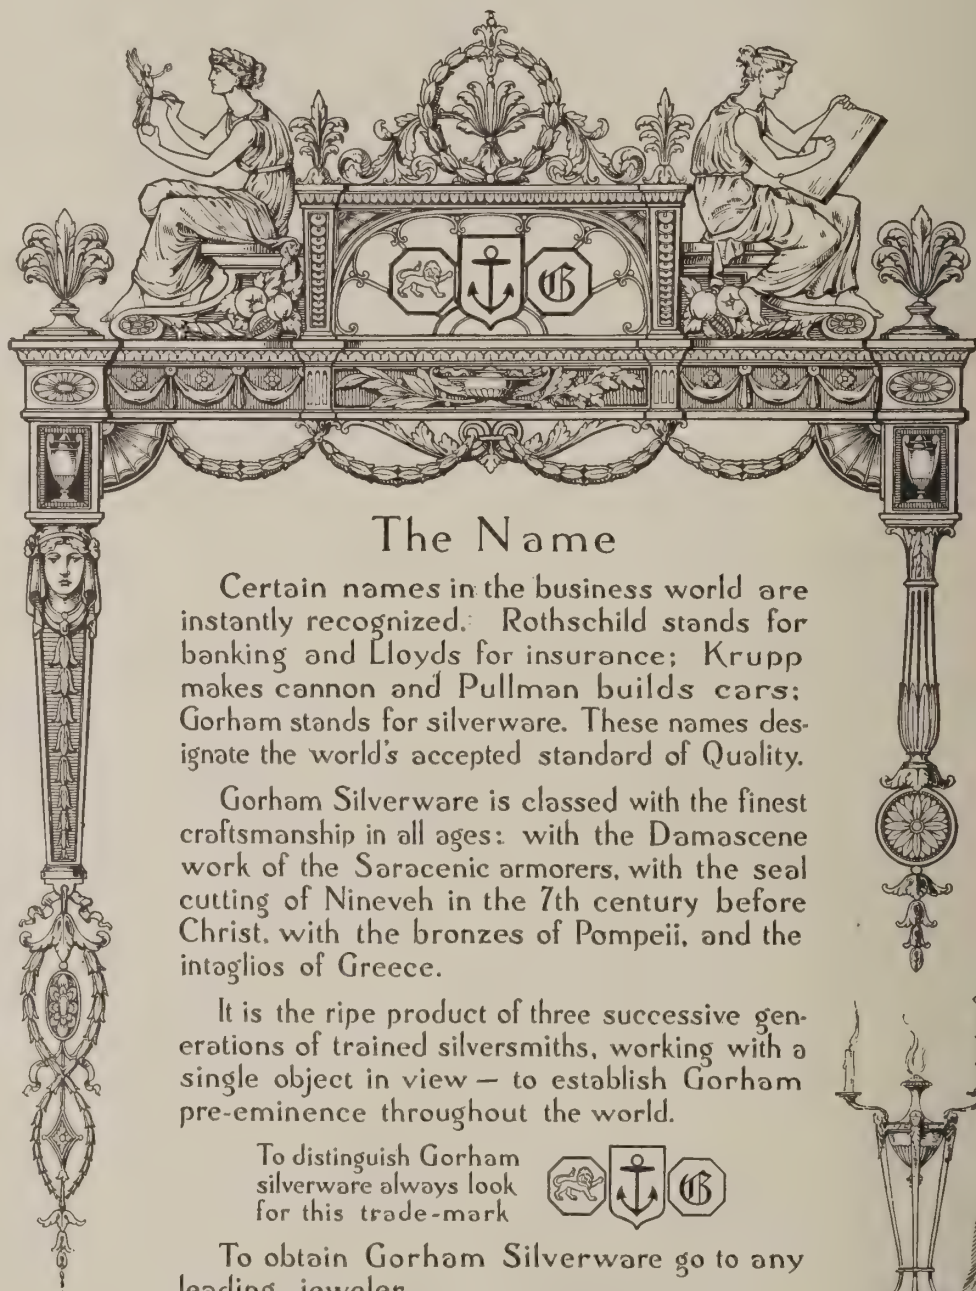 G
The Name
Certain names in the business world are
instantly recognized. Rothschild stands for
banking and Lloyds for insurance; Krupp
makes cannon and Pullman builds cars;
Gorham stands for silverware. These names des-
ignate the world's accepted standard of Quality.
Gorham Silverware is classed with the finest
craftsmanship in all ages: with the Damascene
work of the Saracenic armorers, with the seal
cutting of Nineveh in the 7th century before
Christ, with the bronzes of Pompeii, and the
intaglios of Greece.
It is the ripe product of three successive gen-
erations of trained silversmiths, working with a
single object in view — to establish Gorham
pre-eminence throughout the world.
To distinguish Gorham
silverware always look
for this trade-mark
G
To obtain Gorham Silverware go to any
leading jeweler